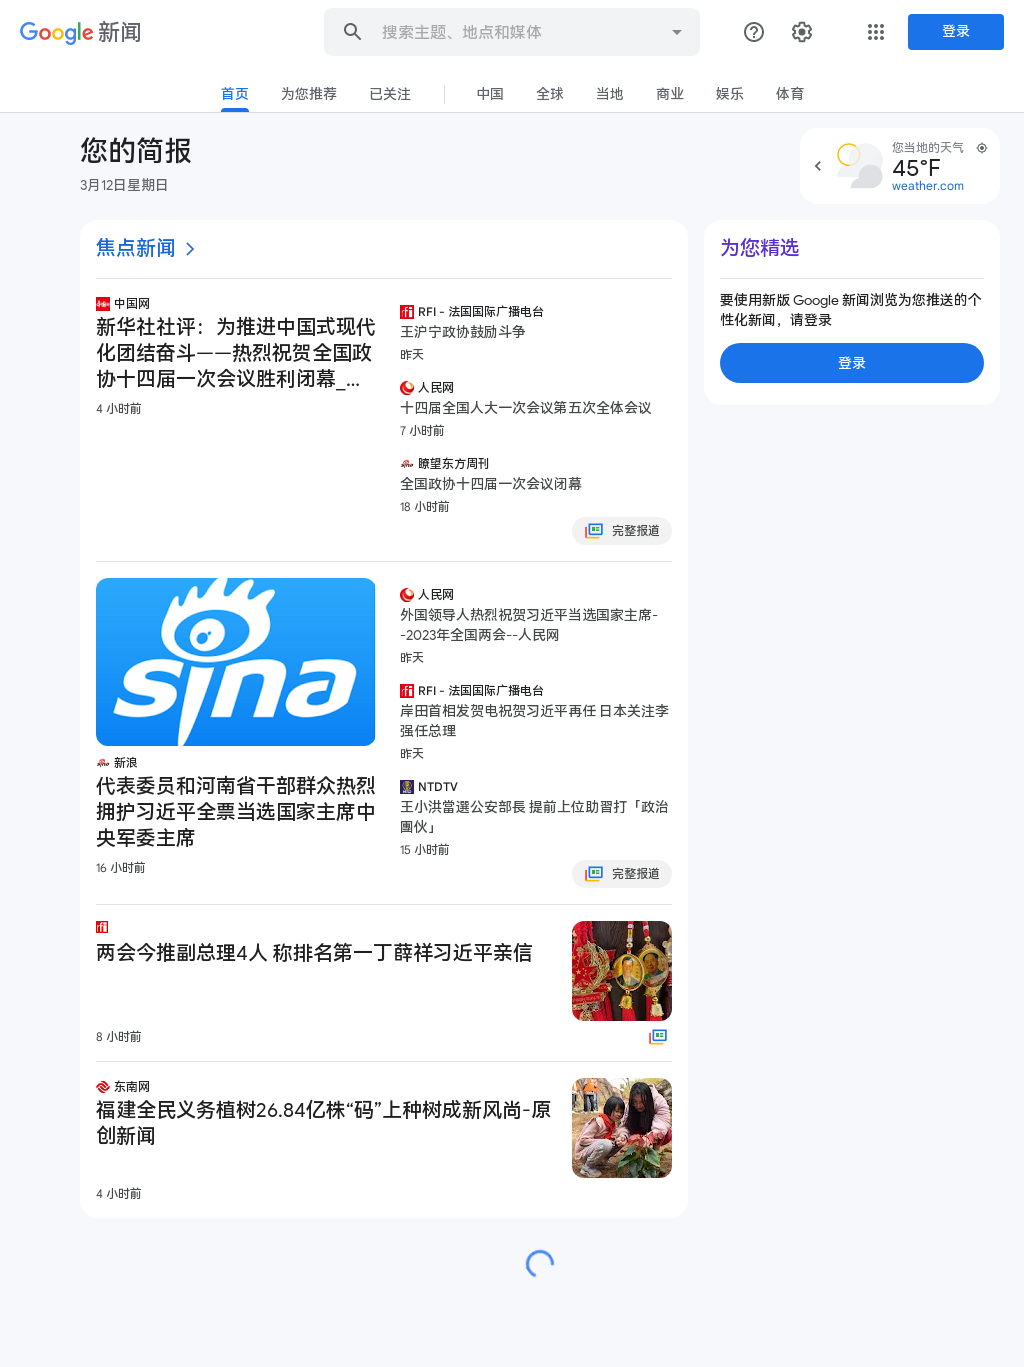 Google 新闻
搜索主题、地点和媒体
登录
首页 为您推荐 已关注 中国 全球 当地 商业 娱乐 体育
您的简报
3月12日星期日
您当地的天气
45°F
weather.com
焦点新闻
中国网
新华社社评：为推进中国式现代
化团结奋斗——热烈祝贺全国政
协十四届一次会议胜利闭幕_...
4 小时前
RFI - 法国国际广播电台
王沪宁政协鼓励斗争
昨天
人民网
十四届全国人大一次会议第五次全体会议
7 小时前
瞭望东方周刊
全国政协十四届一次会议闭幕
18 小时前
完整报道
sina
新浪
代表委员和河南省干部群众热烈
拥护习近平全票当选国家主席中
央军委主席
16 小时前
人民网
外国领导人热烈祝贺习近平当选国家主席-
-2023年全国两会--人民网
昨天
RFI - 法国国际广播电台
岸田首相发贺电祝贺习近平再任 日本关注李
强任总理
昨天
NTDTV
王小洪當選公安部長 提前上位助習打「政治
團伙」
15 小时前
完整报道
rfi
两会今推副总理4人 称排名第一丁薛祥习近平亲信
8 小时前
东南网
福建全民义务植树26.84亿株“码”上种树成新风尚-原
创新闻
4 小时前
为您精选
要使用新版 Google 新闻浏览为您推送的个
性化新闻，请登录
登录